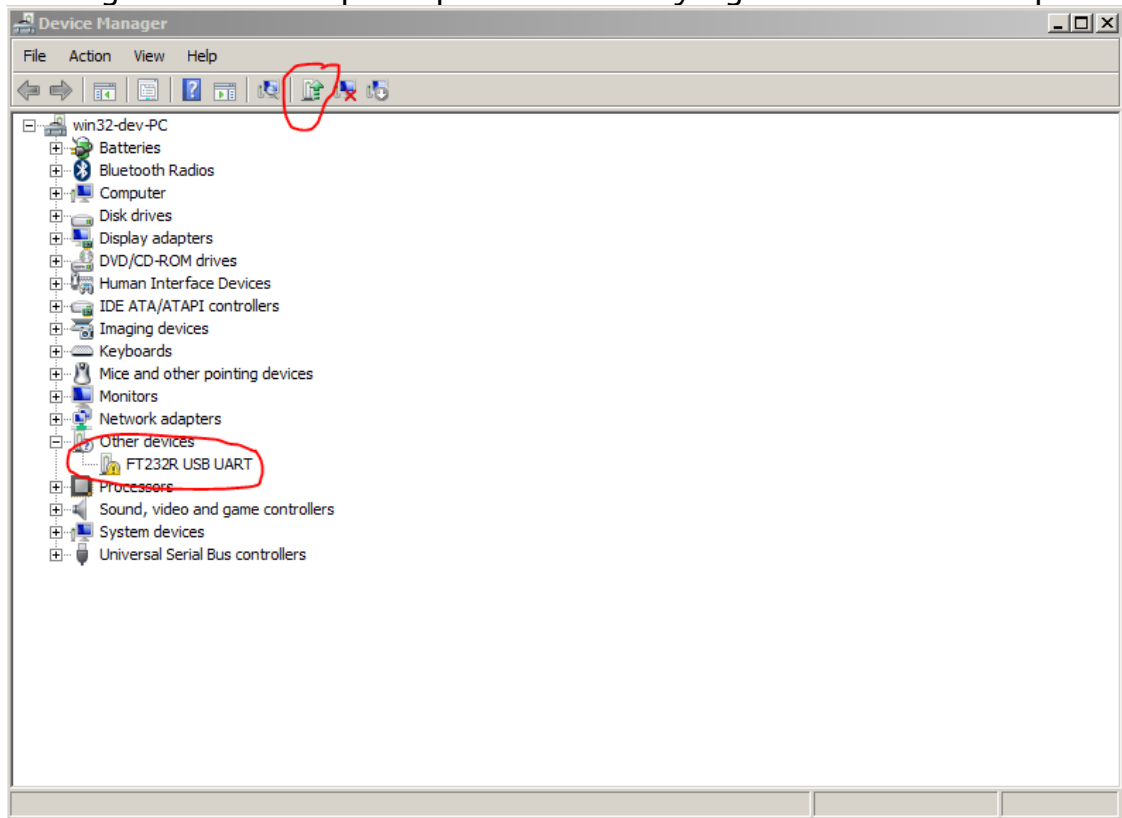 Device Manager
File Action View Help
win32-dev-PC
Batteries
Bluetooth Radios
Computer
Disk drives
Display adapters
DVD/CD-ROM drives
Human Interface Devices
IDE ATA/ATAPI controllers
Imaging devices
Keyboards
Mice and other pointing devices
Monitors
Network adapters
Other devices
FT232R USB UART
Processors
Sound, video and game controllers
System devices
Universal Serial Bus controllers